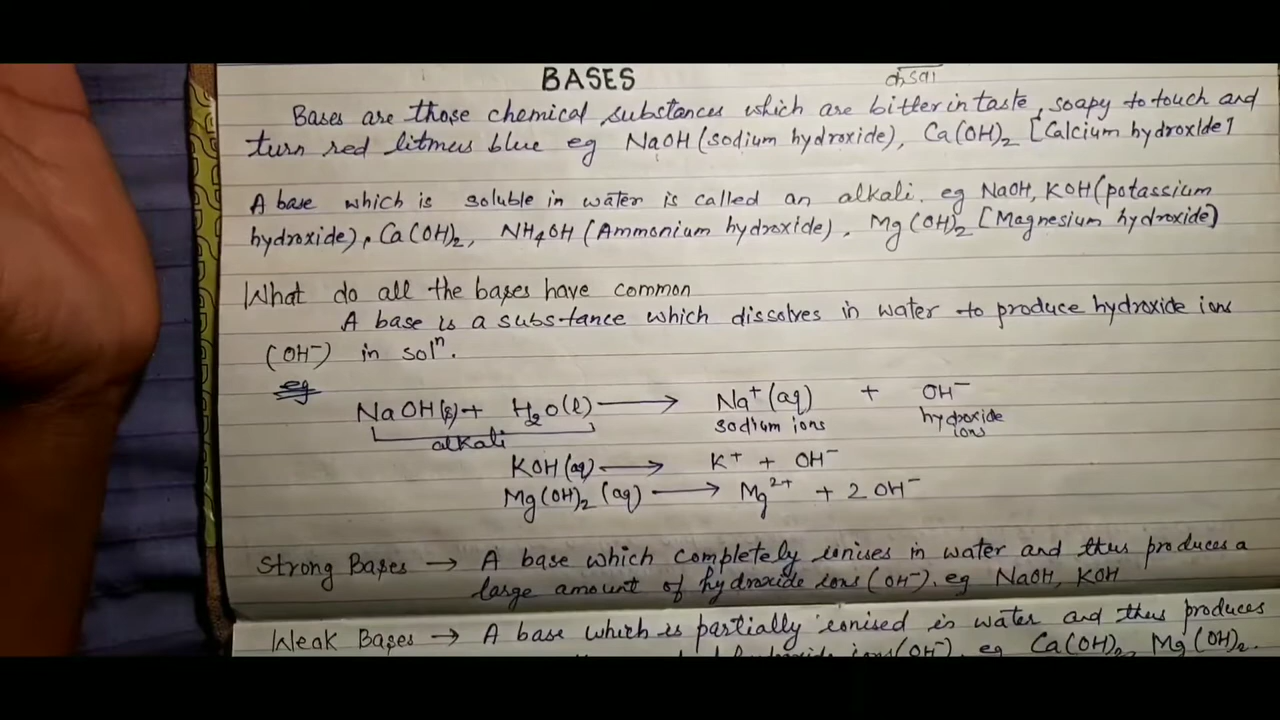 BASES
कसैला
Bases are those chemical substances which are bitter in taste, soapy to touch and
turn red litmus blue eg NaOH (sodium hydroxide), Ca(OH)₂ [Calcium hydroxide]
A base which is soluble in water is called an alkali. eg NaOH, KOH (potassium
hydroxide), Ca(OH)₂, NH4OH (Ammonium hydroxide), Mg(OH)₂ [Magnesium hydroxide]
What do all the bases have common
A base is a substance which dissolves in water to produce hydroxide ions
(OH⁻) in solⁿ.
eg
NaOH(s) + H₂O(l) ⟶ Na⁺(aq) + OH⁻
alkali sodium ions hydroxide
ions
KOH(aq) ⟶ K⁺ + OH⁻
Mg(OH)₂(aq) ⟶ Mg²⁺ + 2OH⁻
Strong Bases → A base which completely ionises in water and thus produces a
large amount of hydroxide ions (OH⁻). eg NaOH, KOH
Weak Bases → A base which is partially ionised in water and thus produces
hydroxide ions (OH⁻). eg Ca(OH)₂, Mg(OH)₂.